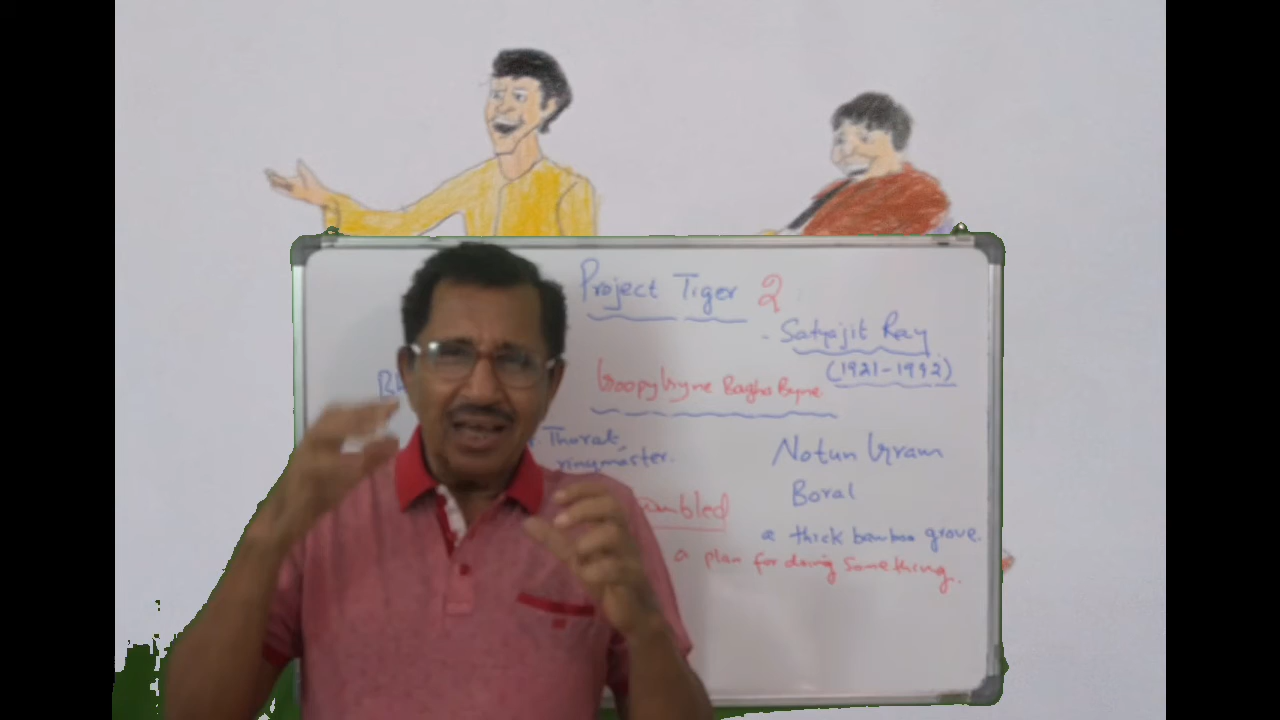 Project Tiger 2
- Satyajit Ray
(1921-1992)
Goopy Gyne Bagha Byne
Thorat,
ringmaster.
Notun Gram
Boral
a thick bamboo grove.
a plan for doing something.